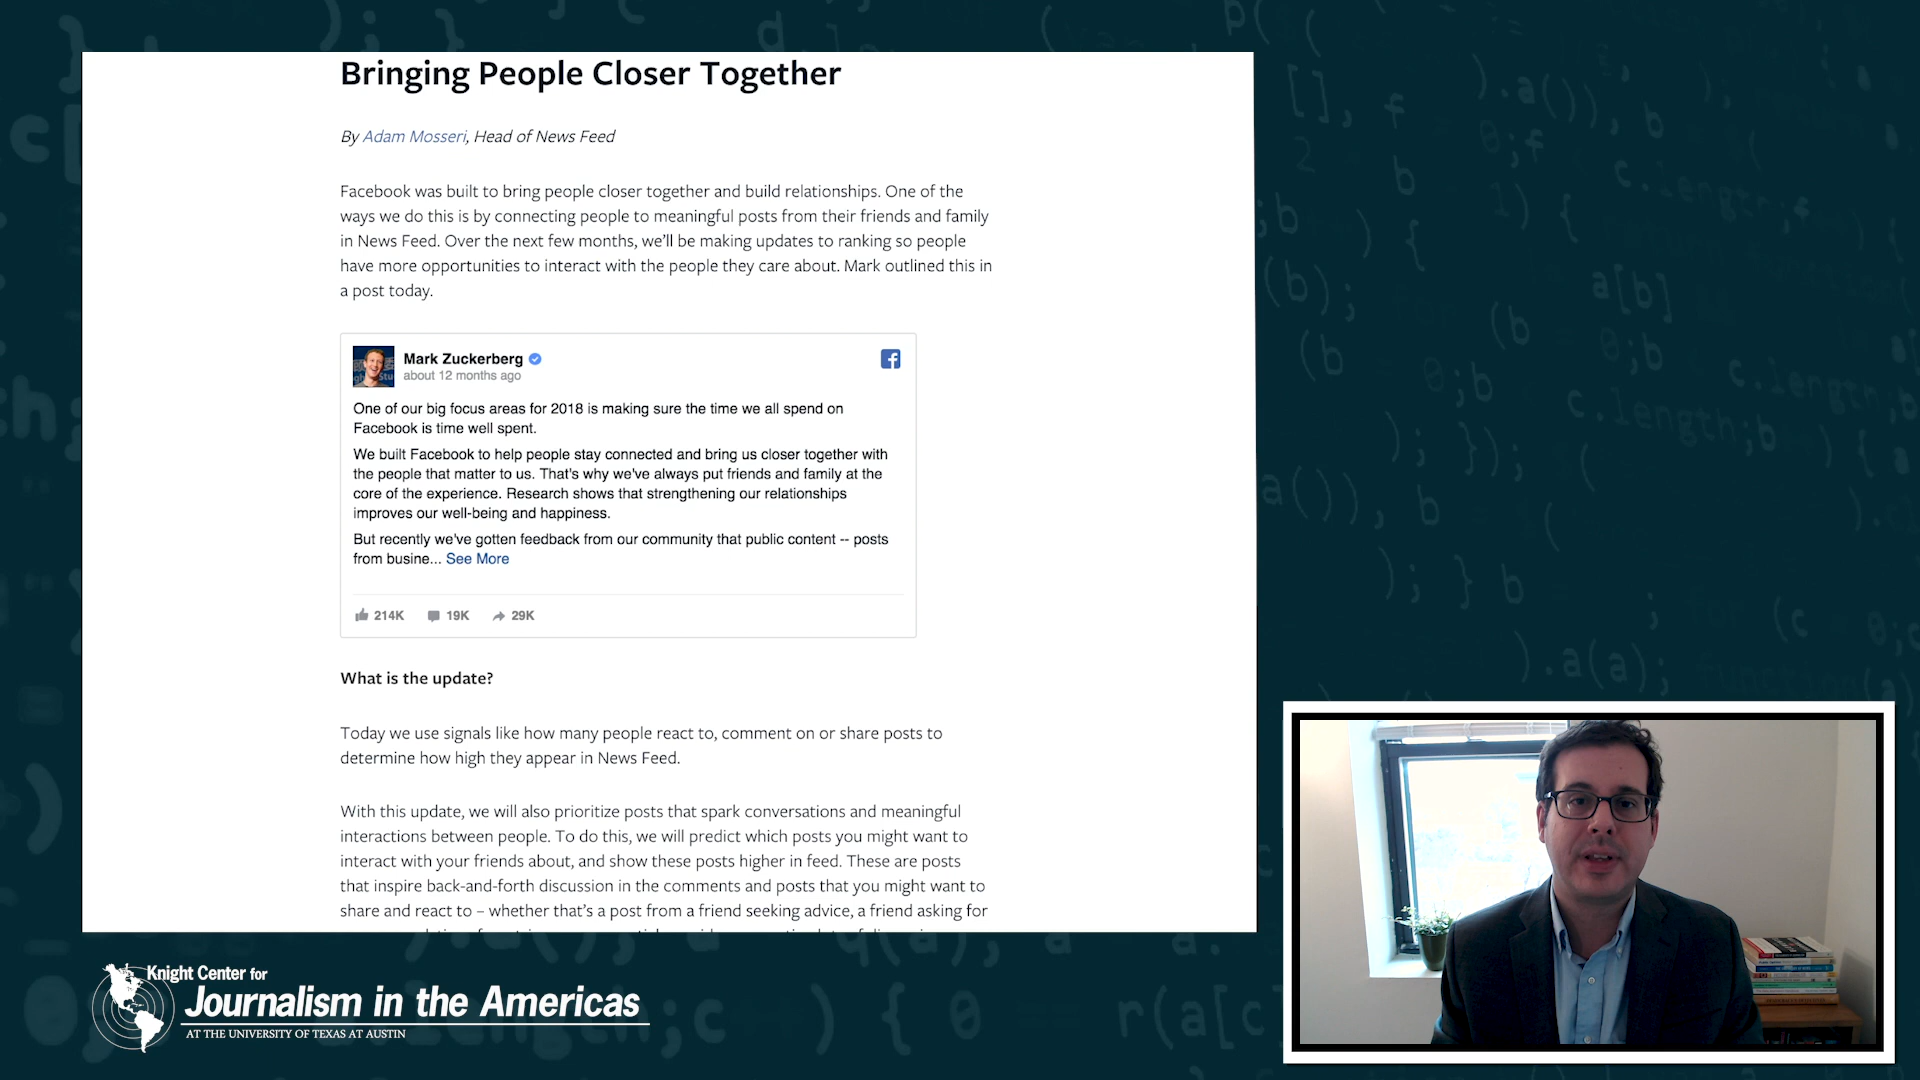 Bringing People Closer Together
By Adam Mosseri, Head of News Feed
Facebook was built to bring people closer together and build relationships. One of the
ways we do this is by connecting people to meaningful posts from their friends and family
in News Feed. Over the next few months, we'll be making updates to ranking so people
have more opportunities to interact with the people they care about. Mark outlined this in
a post today.
Mark Zuckerberg
about 12 months ago
One of our big focus areas for 2018 is making sure the time we all spend on
Facebook is time well spent.
We built Facebook to help people stay connected and bring us closer together with
the people that matter to us. That's why we've always put friends and family at the
core of the experience. Research shows that strengthening our relationships
improves our well-being and happiness.
But recently we've gotten feedback from our community that public content -- posts
from busine... See More
214K 19K 29K
What is the update?
Today we use signals like how many people react to, comment on or share posts to
determine how high they appear in News Feed.
With this update, we will also prioritize posts that spark conversations and meaningful
interactions between people. To do this, we will predict which posts you might want to
interact with your friends about, and show these posts higher in feed. These are posts
that inspire back-and-forth discussion in the comments and posts that you might want to
share and react to – whether that's a post from a friend seeking advice, a friend asking for
Knight Center for
Journalism in the Americas
AT THE UNIVERSITY OF TEXAS AT AUSTIN